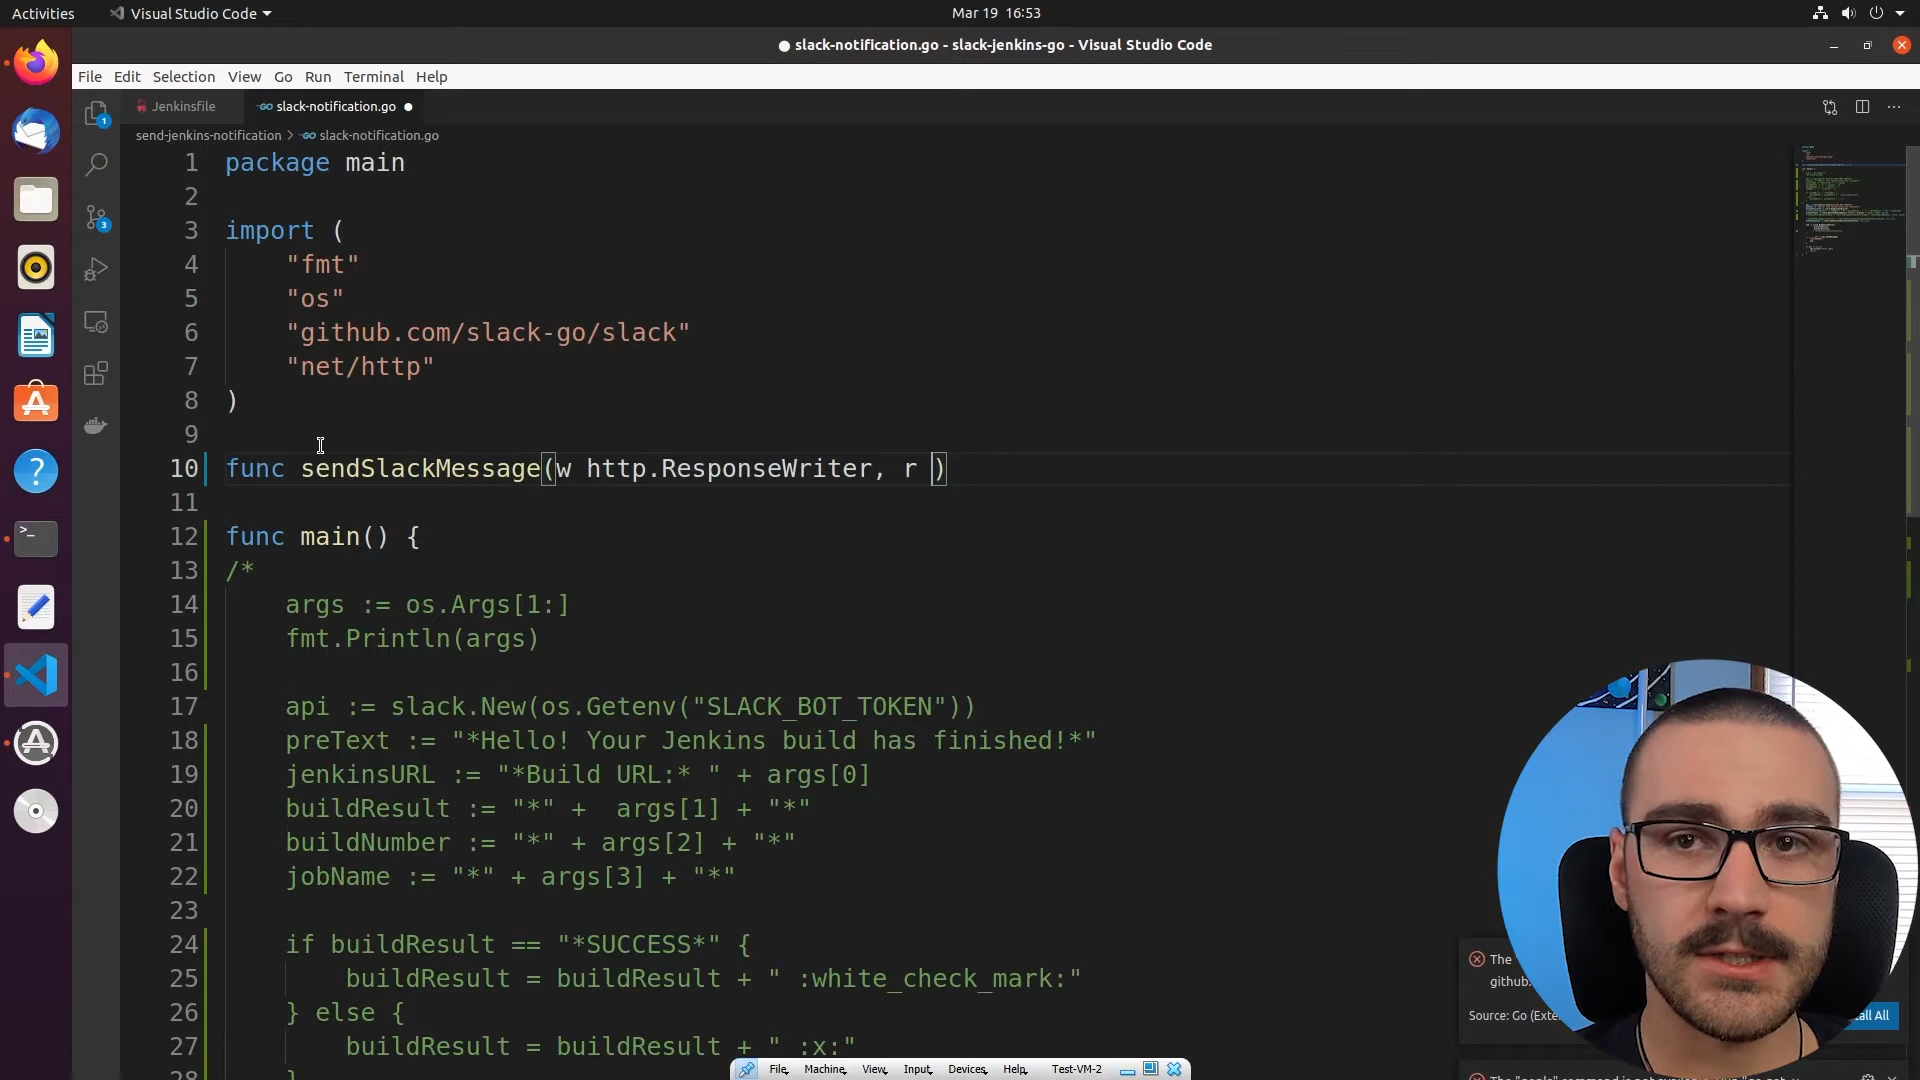 Activities
Visual Studio Code
Mar 19 16:53
slack-notification.go - slack-jenkins-go - Visual Studio Code
File Edit Selection View Go Run Terminal Help
Jenkinsfile
slack-notification.go
send-jenkins-notification > slack-notification.go
1 package main
2
3 import (
4 "fmt"
5 "os"
6 "github.com/slack-go/slack"
7 "net/http"
8 )
9
10 func sendSlackMessage(w http.ResponseWriter, r )
11
12 func main() {
13 /*
14 args := os.Args[1:]
15 fmt.Println(args)
16
17 api := slack.New(os.Getenv("SLACK_BOT_TOKEN"))
18 preText := "*Hello! Your Jenkins build has finished!*"
19 jenkinsURL := "*Build URL:* " + args[0]
20 buildResult := "*" +  args[1] + "*"
21 buildNumber := "*" + args[2] + "*"
22 jobName := "*" + args[3] + "*"
23
24 if buildResult == "*SUCCESS*" {
25 buildResult = buildResult + " :white_check_mark:"
26 } else {
27 buildResult = buildResult + " :x:"
28 }
1
3
The
github.
Source: Go (Exte
all All
File Machine View Input Devices Help Test-VM-2